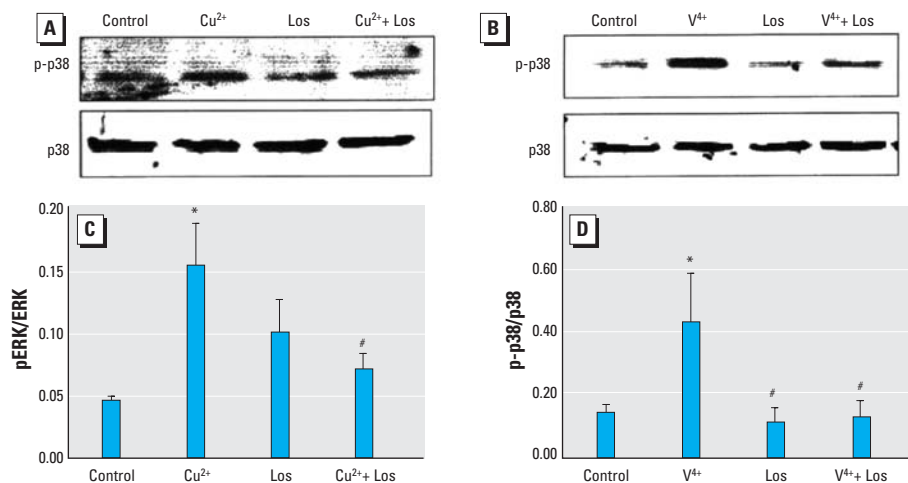 A
Control Cu²⁺ Los Cu²⁺+ Los
p-p38
p38
B
Control V⁴⁺ Los V⁴⁺+ Los
p-p38
p38
C
pERK/ERK
0.20
0.15
0.10
0.05
0.00
*
#
Control Cu²⁺ Los Cu²⁺+ Los
D
p-p38/p38
0.80
0.60
0.40
0.20
0.00
*
#
#
Control V⁴⁺ Los V⁴⁺+ Los